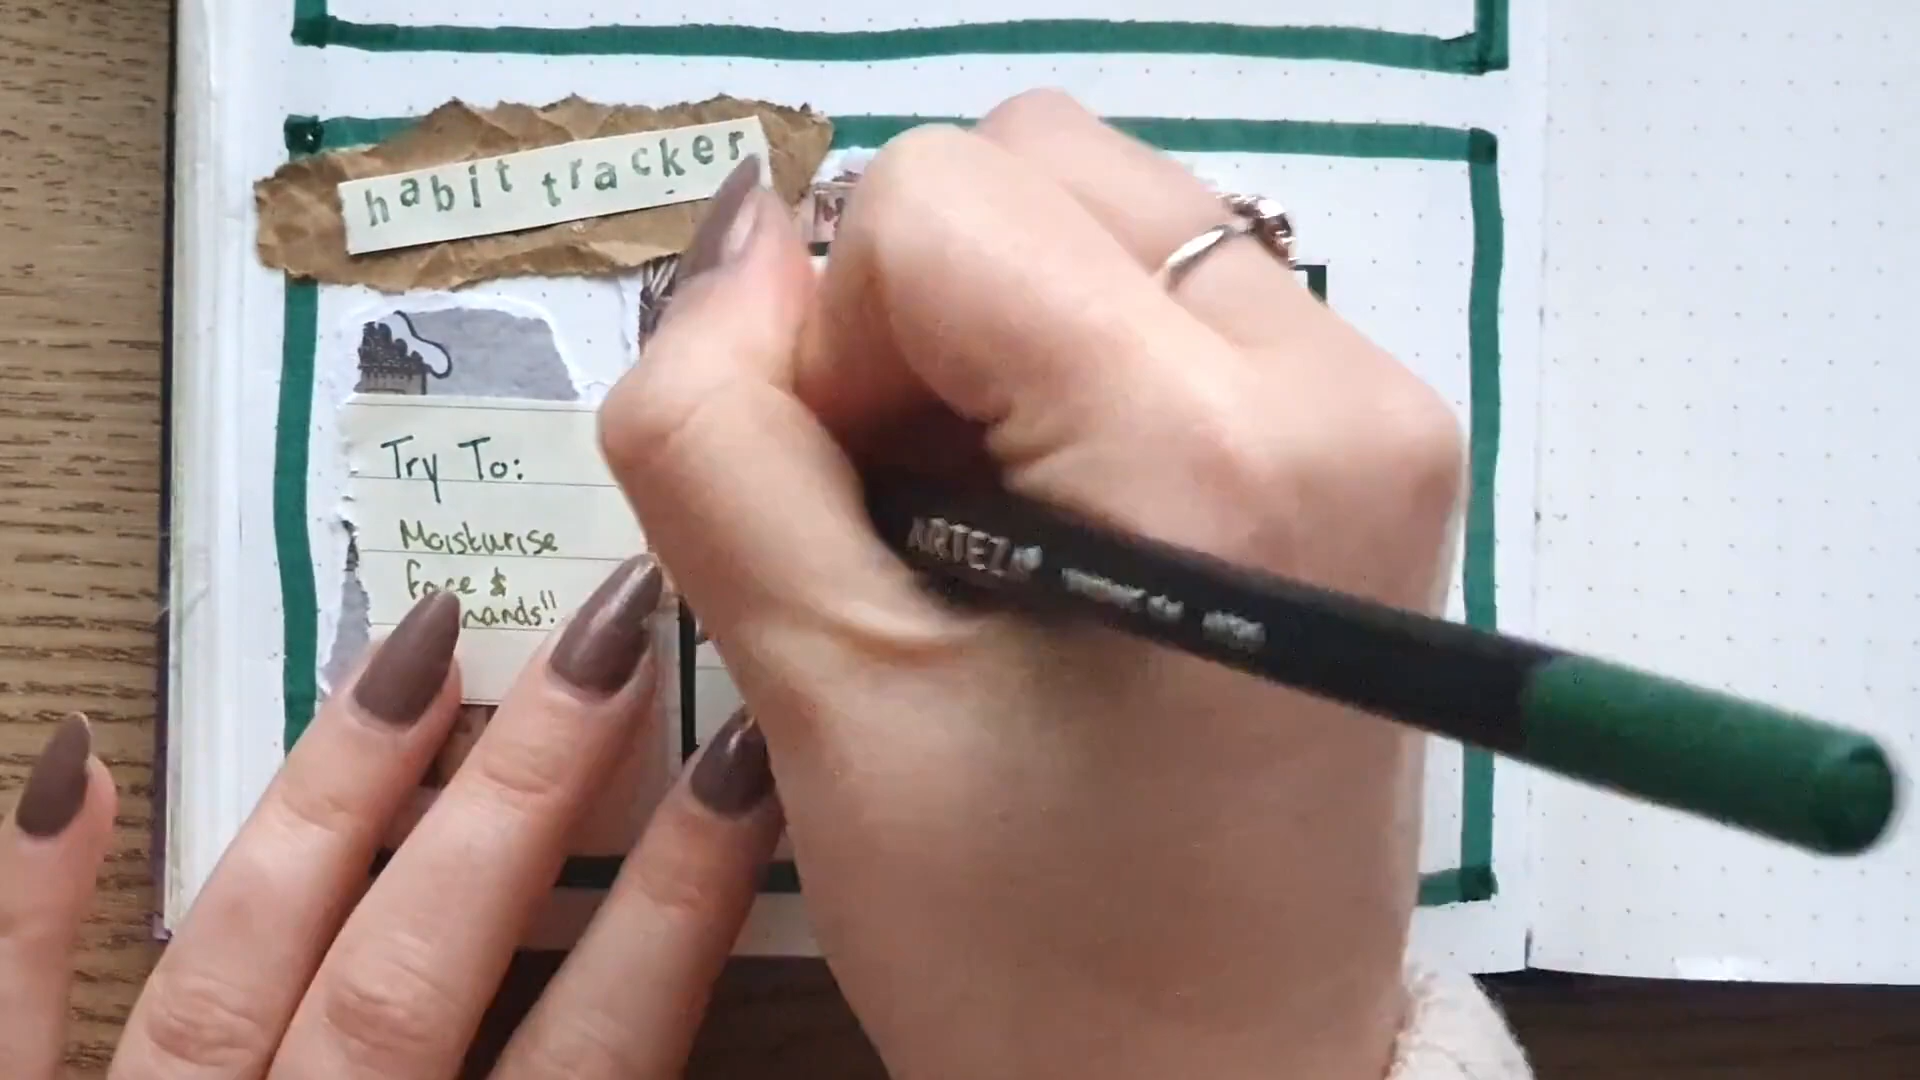 habit tracker
Try To:
Moisturise
face &
hands!!
ARTEZA